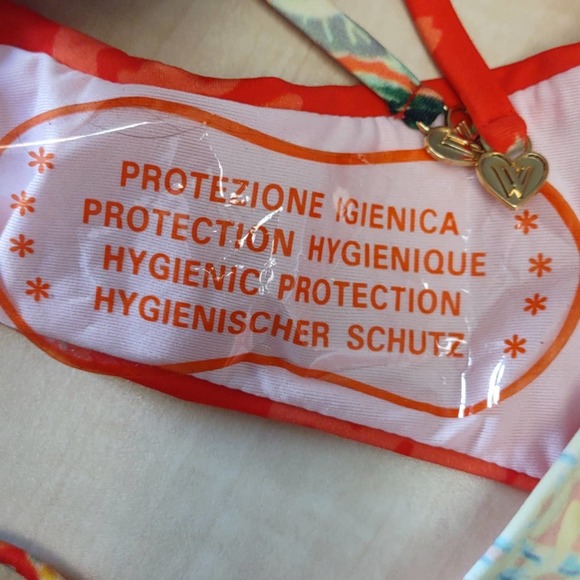 PROTEZIONE IGIENICA
PROTECTION HYGIENIQUE
HYGIENIC PROTECTION
HYGIENISCHER SCHUTZ